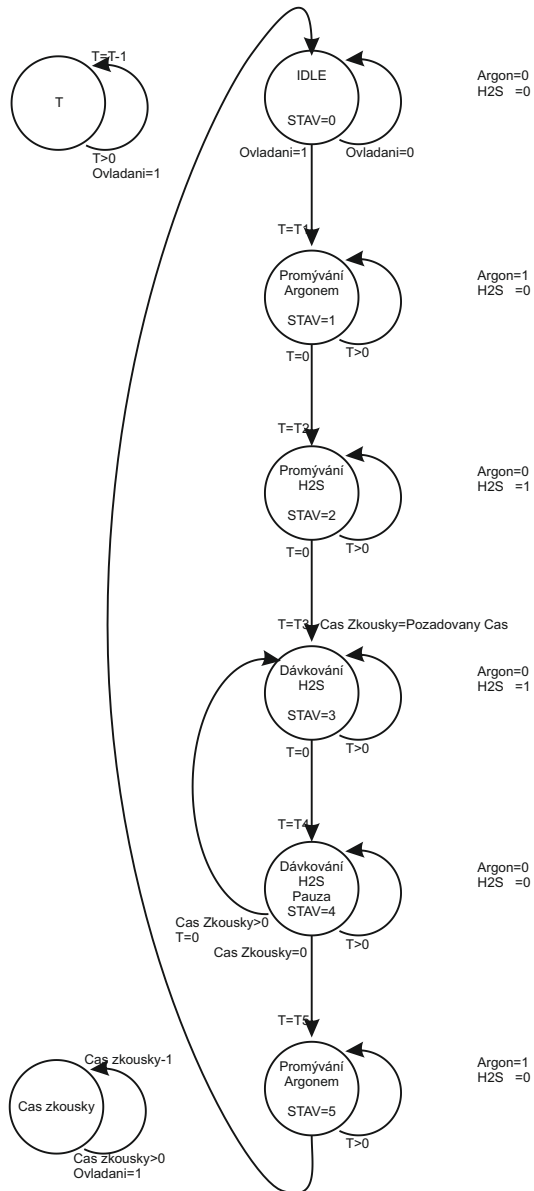 T=T-1
T
T>0
Ovladani=1
IDLE
STAV=0
Argon=0
H2S =0
Ovladani=1
Ovladani=0
T=T1
Promývání
Argonem
STAV=1
Argon=1
H2S =0
T=0
T>0
T=T2
Promývání
H2S
STAV=2
Argon=0
H2S =1
T=0
T>0
T=T3
Cas Zkousky=Pozadovany Cas
Dávkování
H2S
STAV=3
Argon=0
H2S =1
T=0
T>0
T=T4
Dávkování
H2S
Pauza
STAV=4
Argon=0
H2S =0
Cas Zkousky>0
T=0
T>0
Cas Zkousky=0
T=T5
Promývání
Argonem
STAV=5
Argon=1
H2S =0
T>0
Cas zkousky-1
Cas zkousky
Cas zkousky>0
Ovladani=1